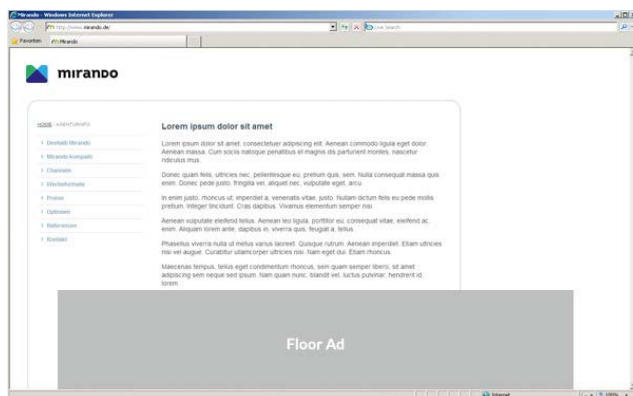 Mirando - Windows Internet Explorer
http://www.mirando.de/
Live Search
Favoriten
Mirando
mirando
HOME
Deshalb Mirando
Mirando kompakt
Channels
Werbeformate
Preise
Optionen
Referenzen
Kontakt
Lorem ipsum dolor sit amet
Lorem ipsum dolor sit amet, consectetuer adipiscing elit. Aenean commodo ligula eget dolor.
Aenean massa. Cum sociis natoque penatibus et magnis dis parturient montes, nascetur
ridiculus mus.
Donec quam felis, ultricies nec, pellentesque eu, pretium quis, sem. Nulla consequat massa quis
enim. Donec pede justo, fringilla vel, aliquet nec, vulputate eget, arcu.
In enim justo, rhoncus ut, imperdiet a, venenatis vitae, justo. Nullam dictum felis eu pede mollis
pretium. Integer tincidunt. Cras dapibus. Vivamus elementum semper nisi.
Aenean vulputate eleifend tellus. Aenean leo ligula, porttitor eu, consequat vitae, eleifend ac,
enim. Aliquam lorem ante, dapibus in, viverra quis, feugiat a, tellus.
Phasellus viverra nulla ut metus varius laoreet. Quisque rutrum. Aenean imperdiet. Etiam ultricies
nisi vel augue. Curabitur ullamcorper ultricies nisi. Nam eget dui. Etiam rhoncus.
Maecenas tempus, tellus eget condimentum rhoncus, sem quam semper libero, sit amet
adipiscing sem neque sed ipsum. Nam quam nunc, blandit vel, luctus pulvinar, hendrerit id,
lorem.
Floor Ad
Internet
100%